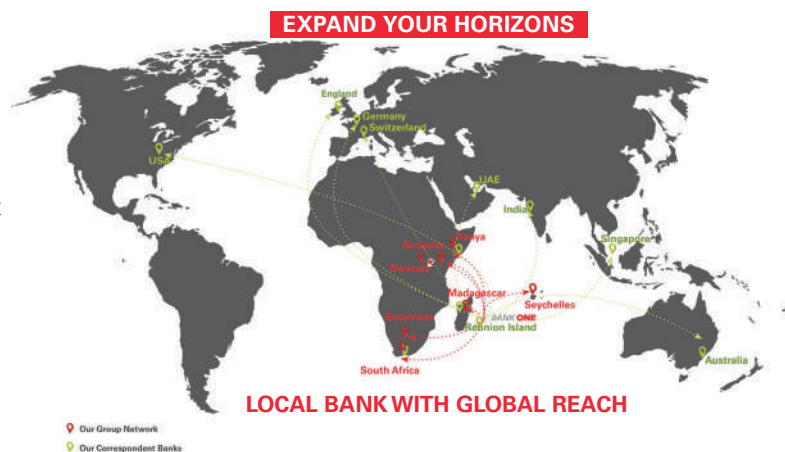 EXPAND YOUR HORIZONS
England
Germany
Switzerland
USA
UAE
India
Singapore
Kenya
Tanzania
Rwanda
Madagascar
Seychelles
BANK ONE
Reunion Island
Botswana
South Africa
Australia
LOCAL BANK WITH GLOBAL REACH
Our Group Network
Our Correspondent Banks